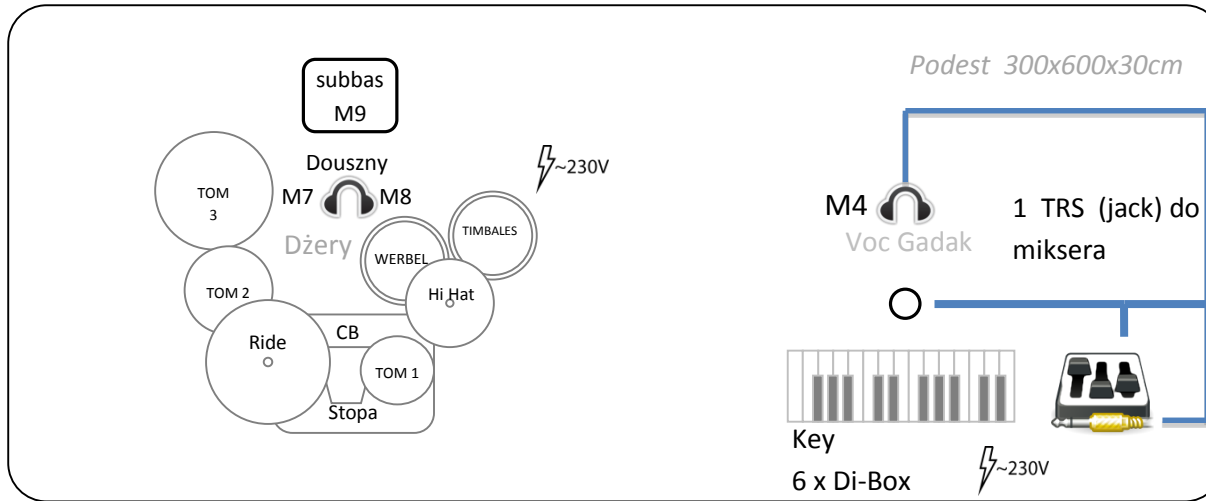 Podest 300x600x30cm
subbas
M9
Douszny
M7
M8
~230V
TOM
3
TIMBALES
Dżery
WERBEL
M4
Voc Gadak
1 TRS (jack) do
miksera
TOM 2
Hi Hat
Ride
CB
TOM 1
Stopa
Key
6 x Di-Box
~230V